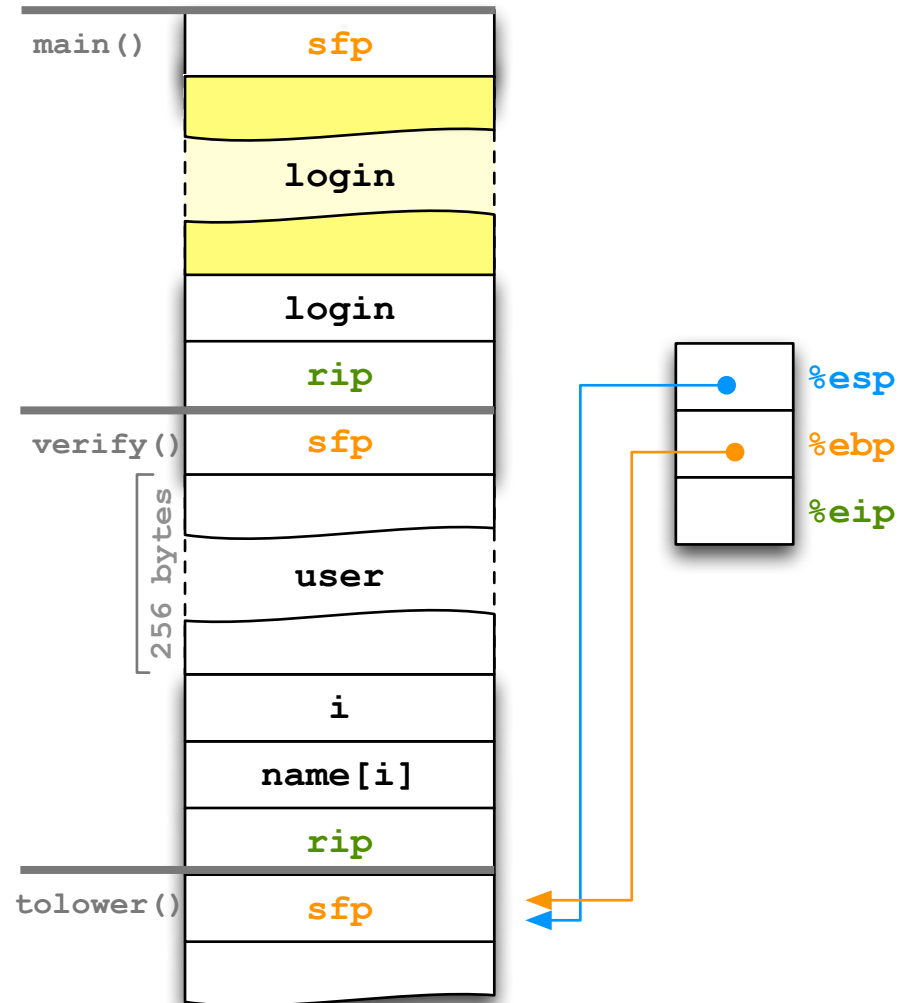 main()
sfp
login
login
rip
%esp
verify()
sfp
%ebp
%eip
256 bytes
user
i
name[i]
rip
tolower()
sfp